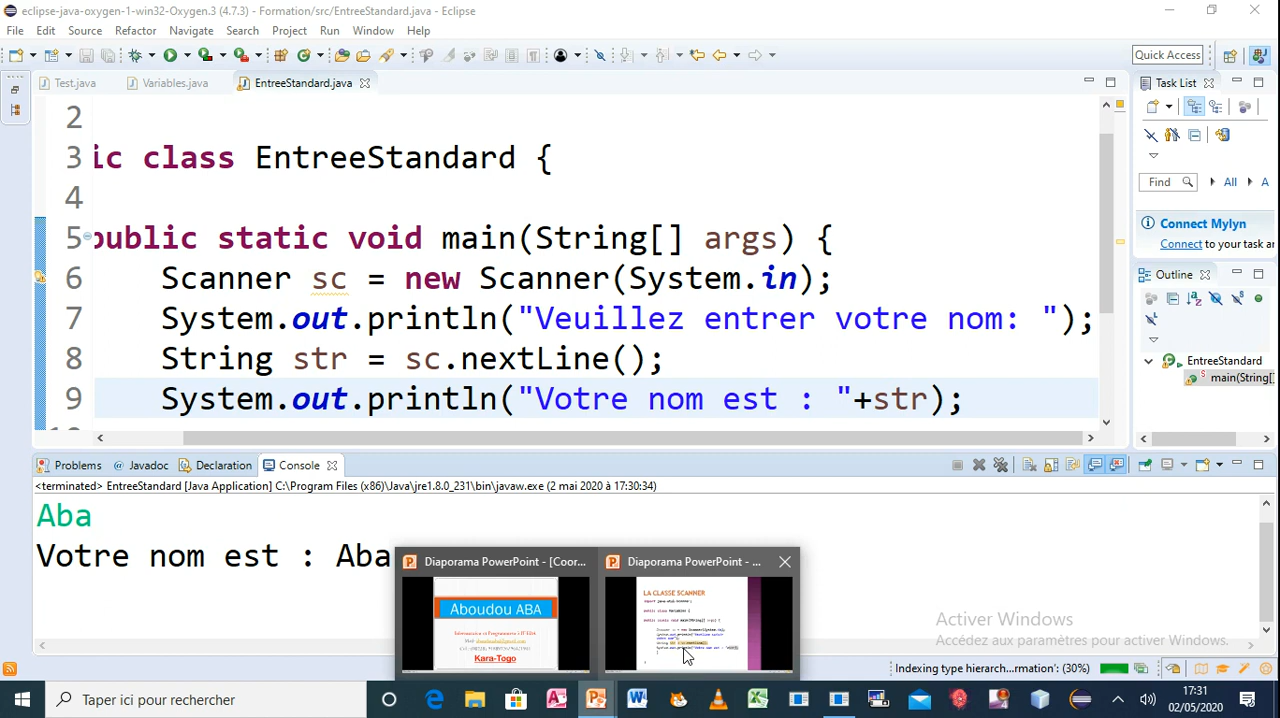 eclipse-java-oxygen-1-win32-Oxygen.3 (4.7.3) - Formation/src/EntreeStandard.java - Eclipse
File Edit Source Refactor Navigate Search Project Run Window Help
Quick Access
Test.java Variables.java EntreeStandard.java
Task List
2
3 ic class EntreeStandard {
4
5 public static void main(String[] args) {
6 Scanner sc = new Scanner(System.in);
7 System.out.println("Veuillez entrer votre nom: ");
8 String str = sc.nextLine();
9 System.out.println("Votre nom est : "+str);
Find All A
Connect Mylyn
Connect to your task a
Outline
EntreeStandard
main(String[]
Problems Javadoc Declaration Console
<terminated> EntreeStandard [Java Application] C:\Program Files (x86)\Java\jre1.8.0_231\bin\javaw.exe (2 mai 2020 à 17:30:34)
Aba
Votre nom est : Aba
Diaporama PowerPoint - [Coor...
Diaporama PowerPoint - ...
Aboudou ABA
Kara-Togo
LA CLASSE SCANNER
Activer Windows
Accédez aux paramètres pour activer Windows.
Indexing type hierarch...rmation': (30%)
Taper ici pour rechercher
17:31
02/05/2020